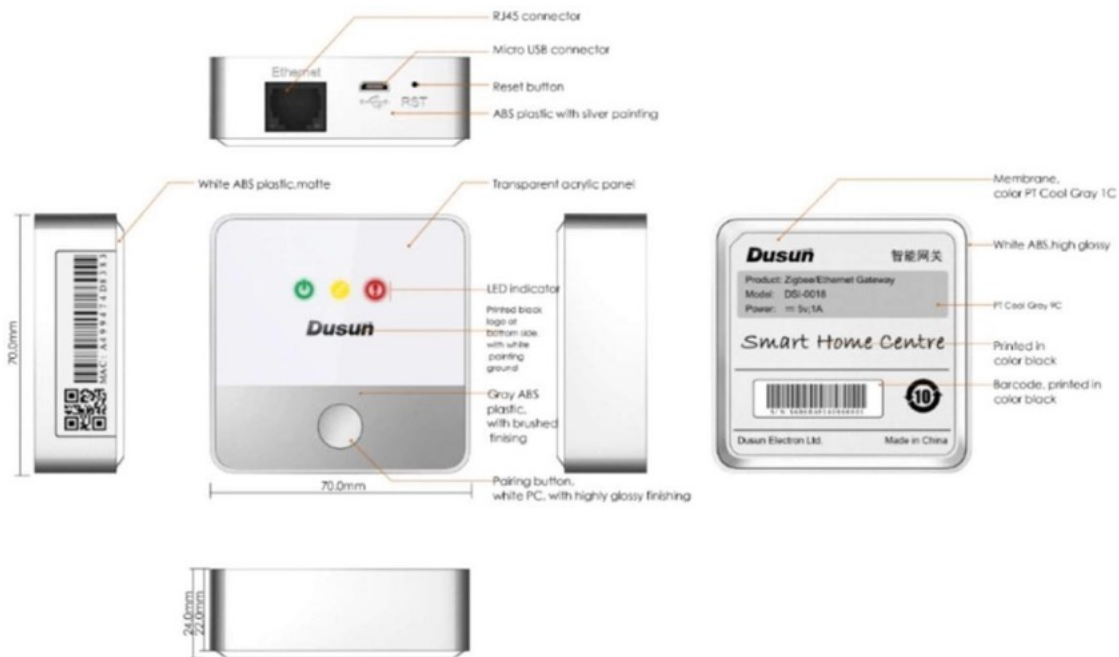 RJ45 connector
Micro USB connector
Ethernet
Reset button
RST
ABS plastic with silver painting
White ABS plastic,matte
Transparent acrylic panel
Membrane,
color PT Cool Gray 1C
White ABS,high glossy
70.0mm
MAC: A499474D8383
LED indicator
Printed black
logo at
bottom side,
with white
painting
ground
Dusun
Gray ABS
plastic,
with brushed
finising
Pairing button,
white PC, with highly glossy finishing
70.0mm
Dusun
智能网关
Product: Zigbee/Ethernet Gateway
Model: DSI-0018
Power: 5v,1A
PT Cool Gray 9C
Smart Home Centre
Printed in
color black
Barcode, printed in
color black
10
Dusun Electron Ltd.
Made in China
24.0mm
22.0mm